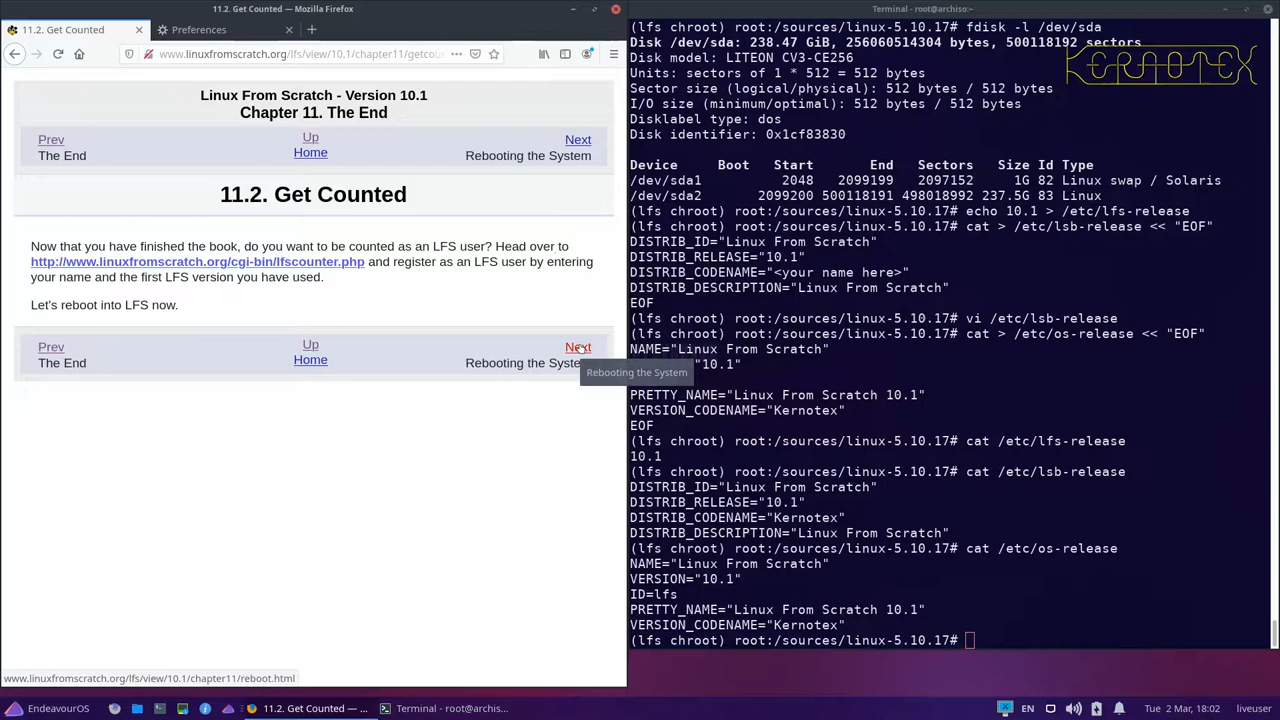 11.2. Get Counted — Mozilla Firefox
11.2. Get Counted
Preferences
www.linuxfromscratch.org/lfs/view/10.1/chapter11/getcou
Linux From Scratch - Version 10.1
Chapter 11. The End
Prev
Up
Next
The End
Home
Rebooting the System
11.2. Get Counted
Now that you have finished the book, do you want to be counted as an LFS user? Head over to
http://www.linuxfromscratch.org/cgi-bin/lfscounter.php and register as an LFS user by entering
your name and the first LFS version you have used.
Let's reboot into LFS now.
Prev
Up
Next
The End
Home
Rebooting the Syste
Rebooting the System
www.linuxfromscratch.org/lfs/view/10.1/chapter11/reboot.html
Terminal - root@archiso:~
KERNOTEX
(lfs chroot) root:/sources/linux-5.10.17# fdisk -l /dev/sda
Disk /dev/sda: 238.47 GiB, 256060514304 bytes, 500118192 sectors
Disk model: LITEON CV3-CE256
Units: sectors of 1 * 512 = 512 bytes
Sector size (logical/physical): 512 bytes / 512 bytes
I/O size (minimum/optimal): 512 bytes / 512 bytes
Disklabel type: dos
Disk identifier: 0x1cf83830
Device Boot Start End Sectors Size Id Type
/dev/sda1 2048 2099199 2097152 1G 82 Linux swap / Solaris
/dev/sda2 2099200 500118191 498018992 237.5G 83 Linux
(lfs chroot) root:/sources/linux-5.10.17# echo 10.1 > /etc/lfs-release
(lfs chroot) root:/sources/linux-5.10.17# cat > /etc/lsb-release << "EOF"
DISTRIB_ID="Linux From Scratch"
DISTRIB_RELEASE="10.1"
DISTRIB_CODENAME="<your name here>"
DISTRIB_DESCRIPTION="Linux From Scratch"
EOF
(lfs chroot) root:/sources/linux-5.10.17# vi /etc/lsb-release
(lfs chroot) root:/sources/linux-5.10.17# cat > /etc/os-release << "EOF"
NAME="Linux From Scratch"
"10.1"
PRETTY_NAME="Linux From Scratch 10.1"
VERSION_CODENAME="Kernotex"
EOF
(lfs chroot) root:/sources/linux-5.10.17# cat /etc/lfs-release
10.1
(lfs chroot) root:/sources/linux-5.10.17# cat /etc/lsb-release
DISTRIB_ID="Linux From Scratch"
DISTRIB_RELEASE="10.1"
DISTRIB_CODENAME="Kernotex"
DISTRIB_DESCRIPTION="Linux From Scratch"
(lfs chroot) root:/sources/linux-5.10.17# cat /etc/os-release
NAME="Linux From Scratch"
VERSION="10.1"
ID=lfs
PRETTY_NAME="Linux From Scratch 10.1"
VERSION_CODENAME="Kernotex"
(lfs chroot) root:/sources/linux-5.10.17#
EndeavourOS
11.2. Get Counted — ...
Terminal - root@archis...
EN
Tue 2 Mar, 18:02
liveuser